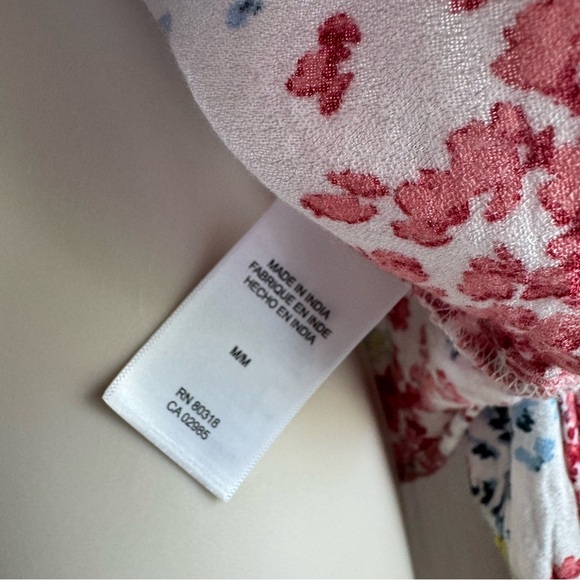 MADE IN INDIA
FABRIQUE EN INDE
HECHO EN INDIA
M/M
RN 80318
CA 02985